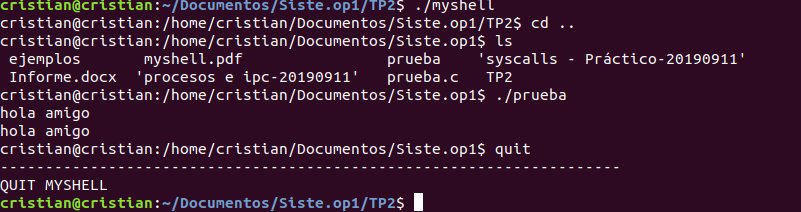 cristian@cristian:~/Documentos/Siste.op1/TP2$ ./myshell
cristian@cristian:/home/cristian/Documentos/Siste.op1/TP2$ cd ..
cristian@cristian:/home/cristian/Documentos/Siste.op1$ ls
ejemplos myshell.pdf prueba 'syscalls - Práctico-20190911'
Informe.docx 'procesos e ipc-20190911' prueba.c TP2
cristian@cristian:/home/cristian/Documentos/Siste.op1$ ./prueba
hola amigo
hola amigo
cristian@cristian:/home/cristian/Documentos/Siste.op1$ quit
---------------------------------------------------------------------
QUIT MYSHELL
cristian@cristian:~/Documentos/Siste.op1/TP2$